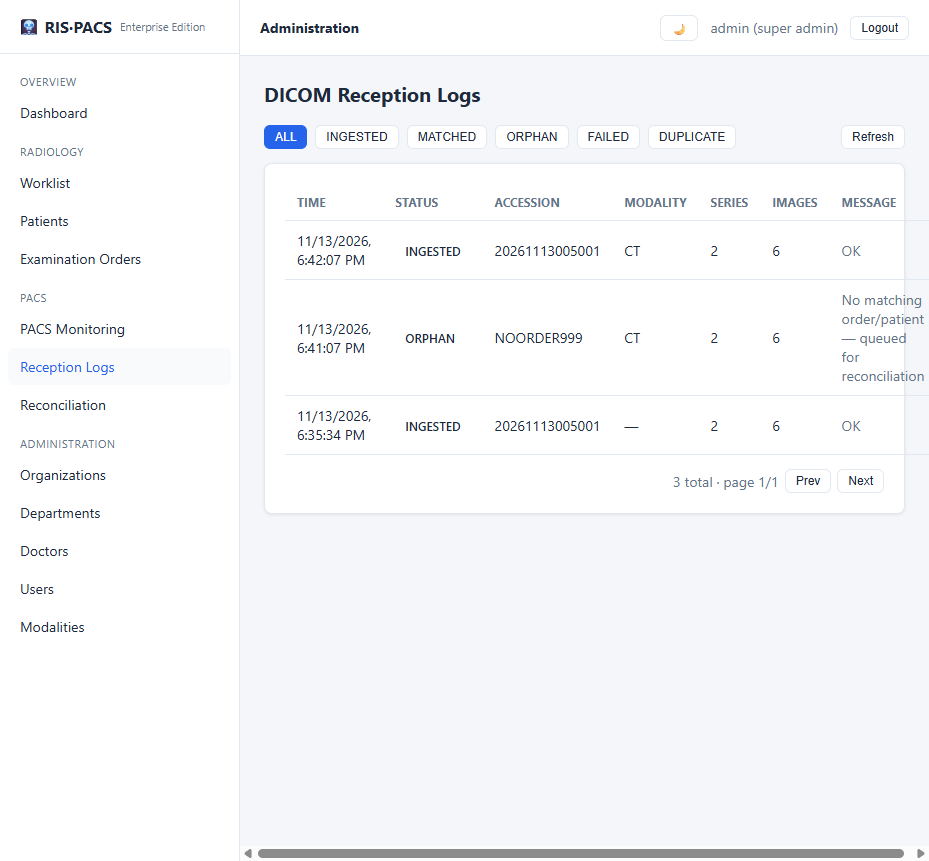 RIS·PACS Enterprise Edition
Administration
admin (super admin)
Logout
OVERVIEW
Dashboard
RADIOLOGY
Worklist
Patients
Examination Orders
PACS
PACS Monitoring
Reception Logs
Reconciliation
ADMINISTRATION
Organizations
Departments
Doctors
Users
Modalities
DICOM Reception Logs
ALL INGESTED MATCHED ORPHAN FAILED DUPLICATE Refresh
TIME STATUS ACCESSION MODALITY SERIES IMAGES MESSAGE
11/13/2026,
6:42:07 PM
INGESTED 20261113005001 CT 2 6 OK
11/13/2026,
6:41:07 PM
ORPHAN NOORDER999 CT 2 6
No matching
order/patient
— queued
for
reconciliation
11/13/2026,
6:35:34 PM
INGESTED 20261113005001 — 2 6 OK
3 total · page 1/1 Prev Next